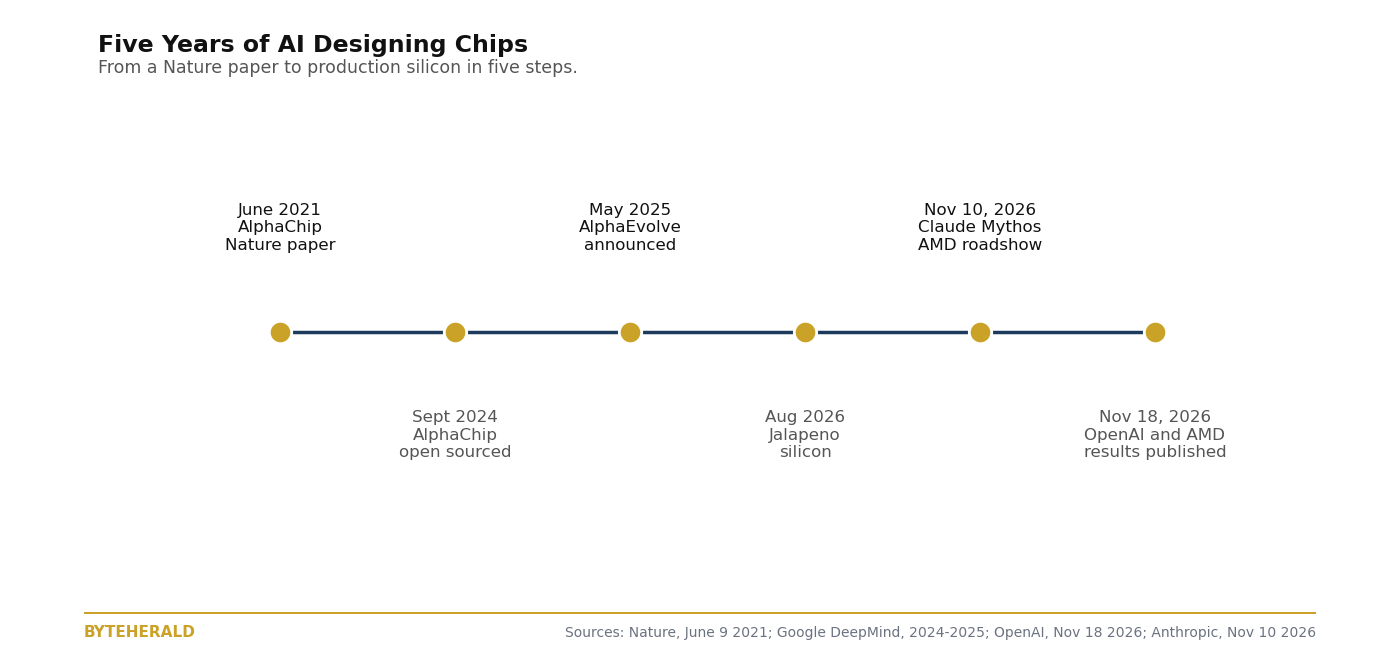 Five Years of AI Designing Chips
From a Nature paper to production silicon in five steps.
June 2021
AlphaChip
Nature paper
May 2025
AlphaEvolve
announced
Nov 10, 2026
Claude Mythos
AMD roadshow
Sept 2024
AlphaChip
open sourced
Aug 2026
Jalapeno
silicon
Nov 18, 2026
OpenAI and AMD
results published
BYTEHERALD
Sources: Nature, June 9 2021; Google DeepMind, 2024-2025; OpenAI, Nov 18 2026; Anthropic, Nov 10 2026